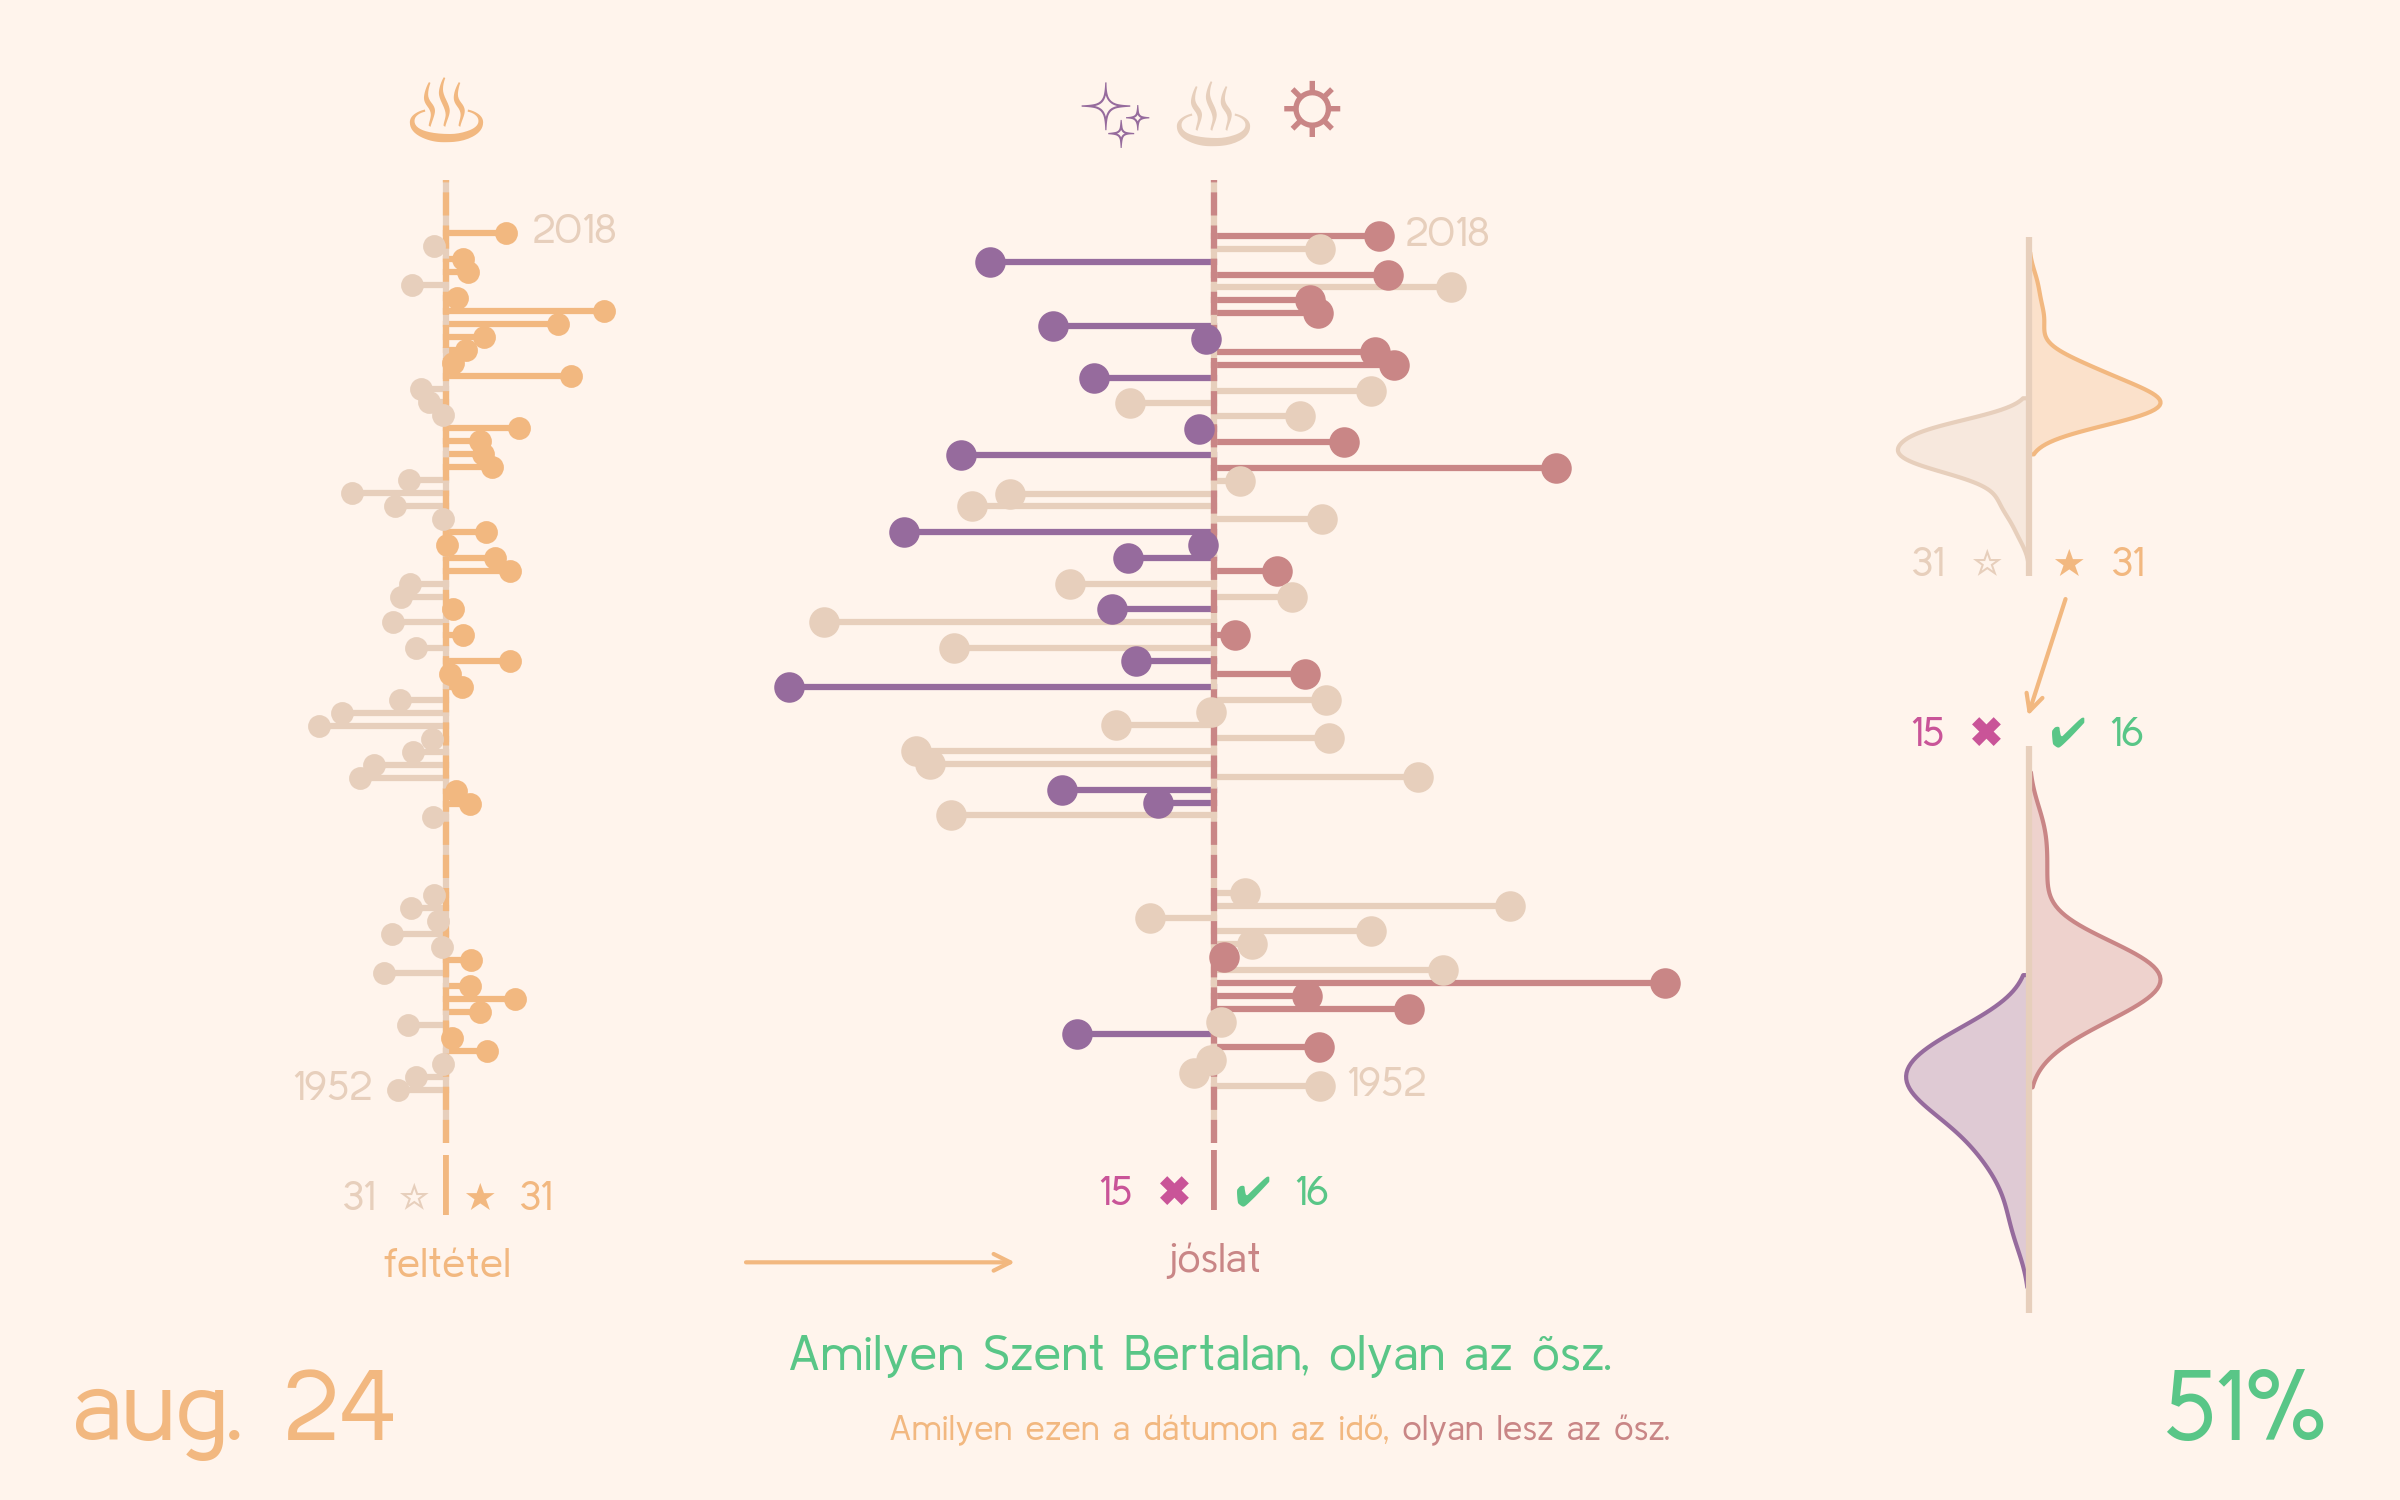 2018
2018
31 ☆ ★ 31
15 ✖ ✔ 16
1952
1952
31 ☆ ★ 31
15 ✖ ✔ 16
feltétel
jóslat
Amilyen Szent Bertalan, olyan az õsz.
aug. 24
51%
Amilyen ezen a dátumon az idő, olyan lesz az ősz.